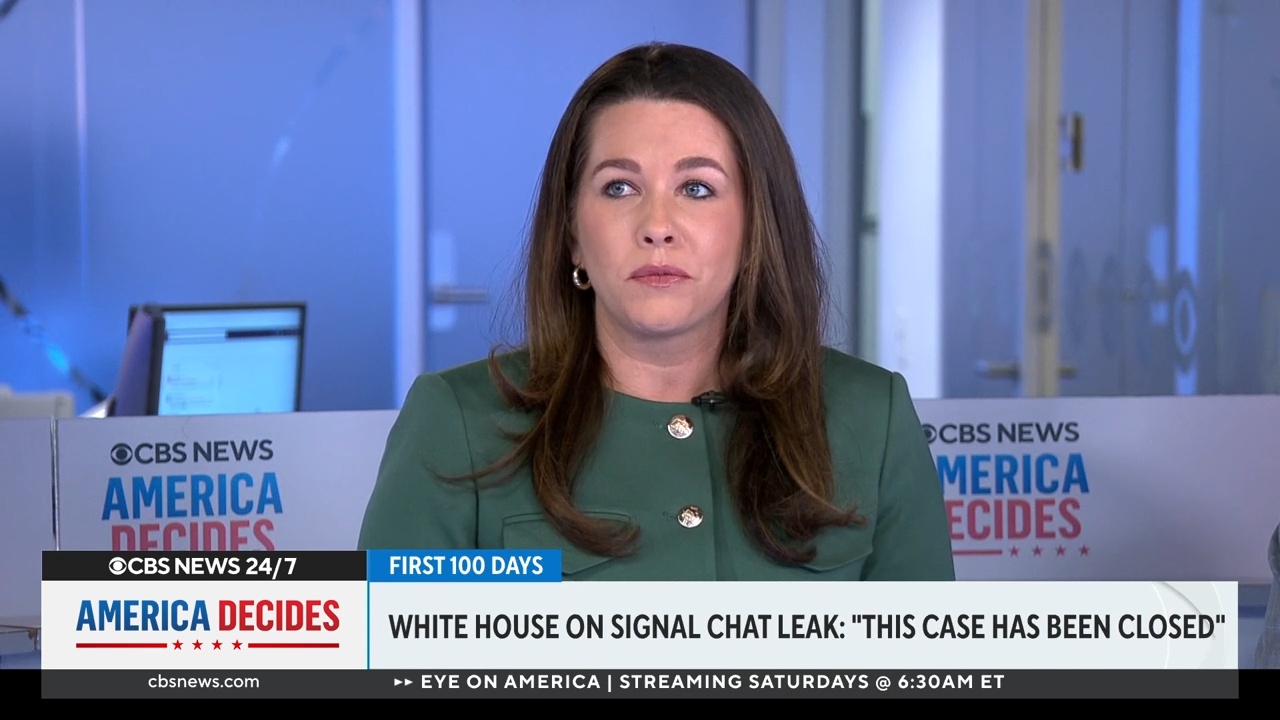 CBS NEWS
AMERICA
DECIDES
CBS NEWS
AMERICA
DECIDES
CBS NEWS 24/7
FIRST 100 DAYS
AMERICA DECIDES
WHITE HOUSE ON SIGNAL CHAT LEAK: "THIS CASE HAS BEEN CLOSED"
cbsnews.com
EYE ON AMERICA | STREAMING SATURDAYS @ 6:30AM ET